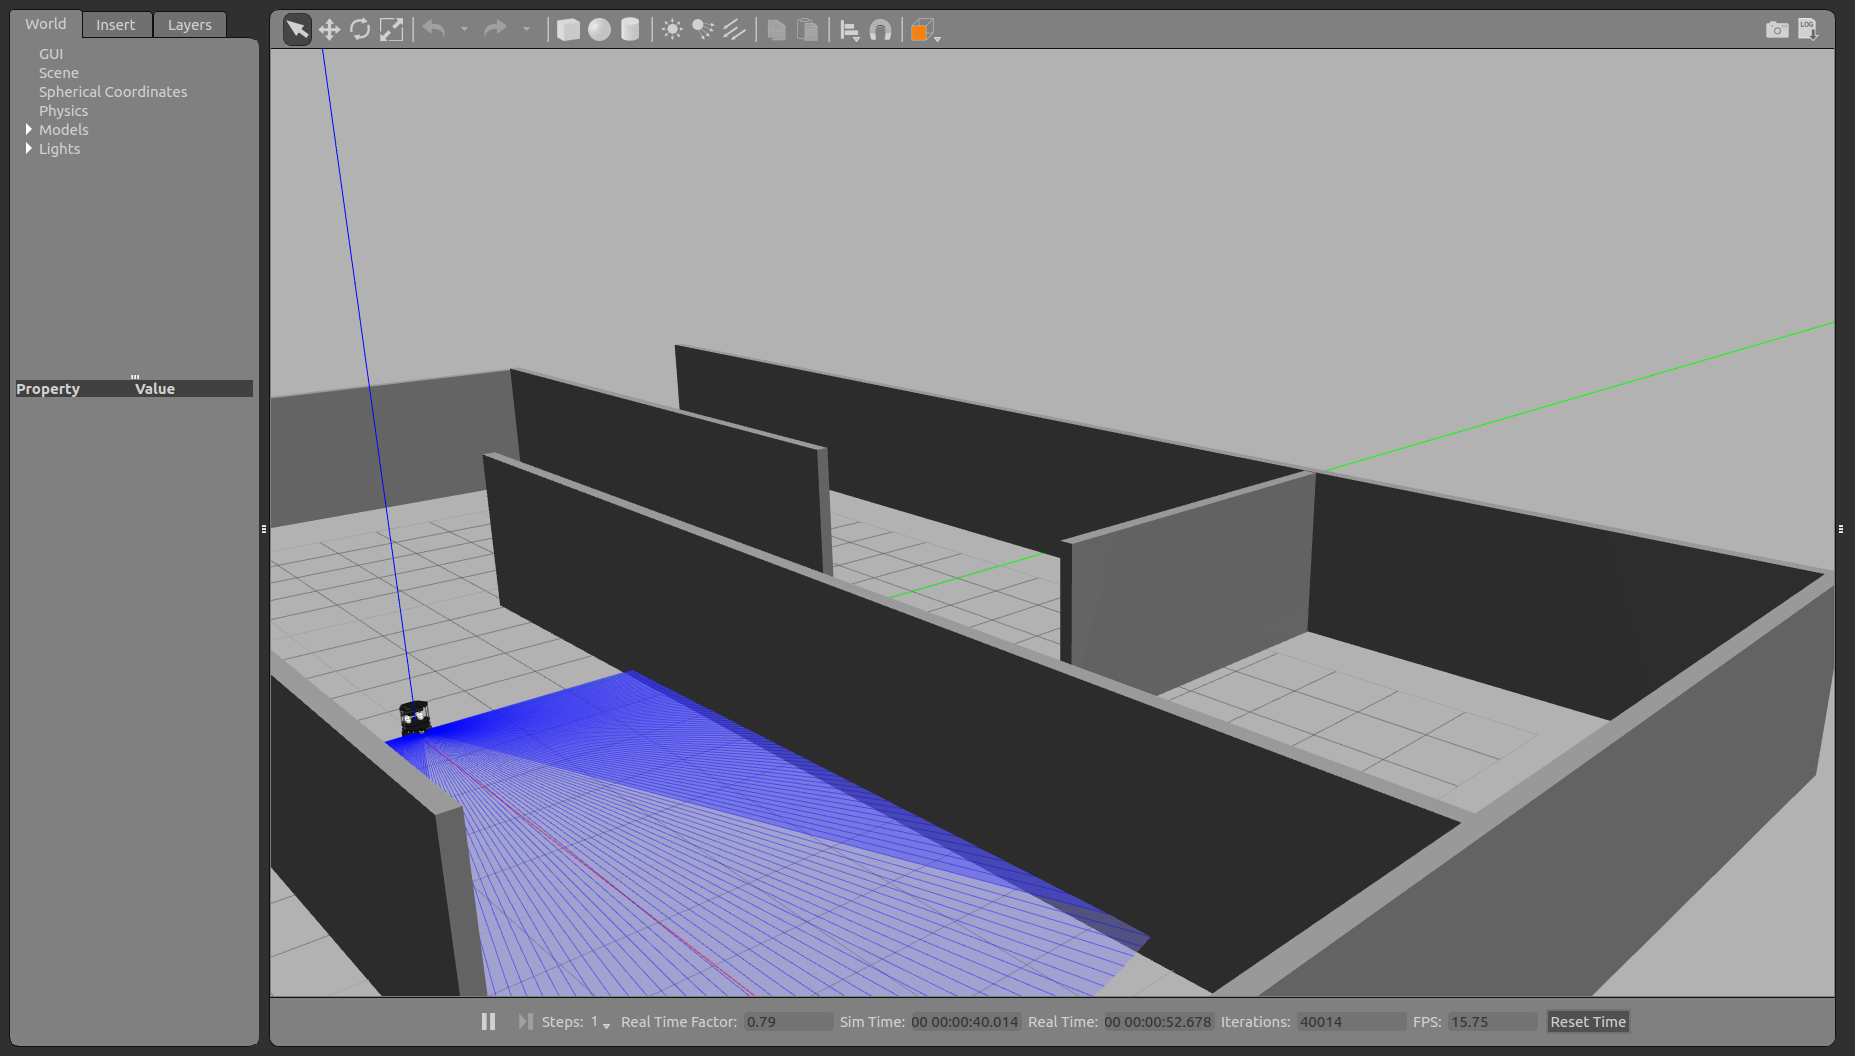 World Insert Layers
GUI
Scene
Spherical Coordinates
Physics
Models
Lights
Property Value
LOG
Steps: 1 Real Time Factor: 0.79 Sim Time: 00 00:00:40.014 Real Time: 00 00:00:52.678 Iterations: 40014 FPS: 15.75 Reset Time